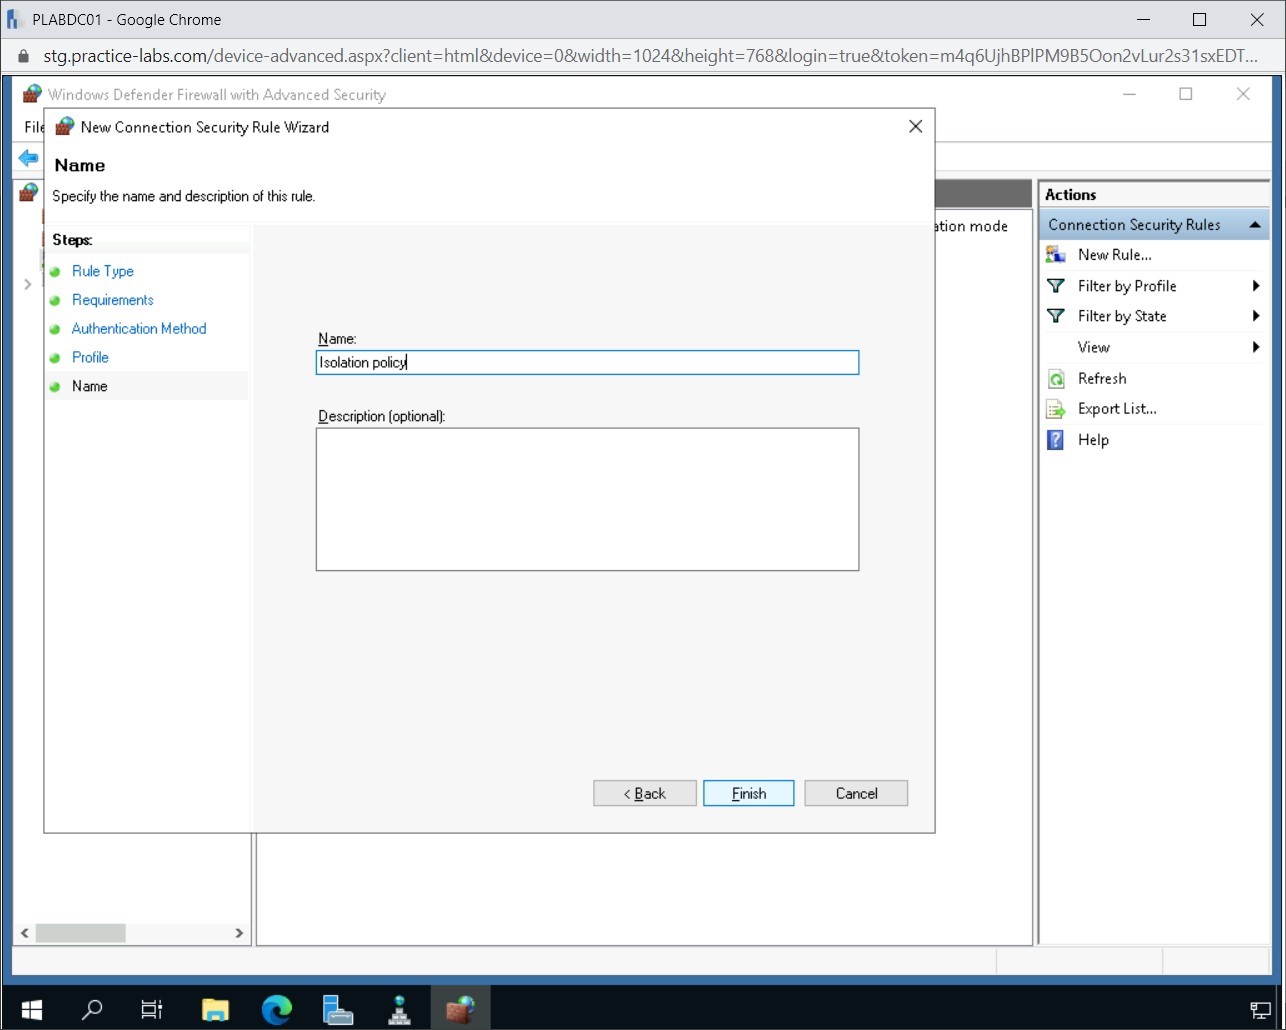 PLABDC01 - Google Chrome
stg.practice-labs.com/device-advanced.aspx?client=html&device=0&width=1024&height=768&login=true&token=m4q6UjhBPlPM9B5Oon2vLur2s31sxEDT...
Windows Defender Firewall with Advanced Security
File
New Connection Security Rule Wizard
Name
Specify the name and description of this rule.
Steps:
Rule Type
Requirements
Authentication Method
Profile
Name
Name:
Isolation policy
Description (optional):
< Back
Finish
Cancel
ation mode
Actions
Connection Security Rules
New Rule...
Filter by Profile
Filter by State
View
Refresh
Export List...
Help